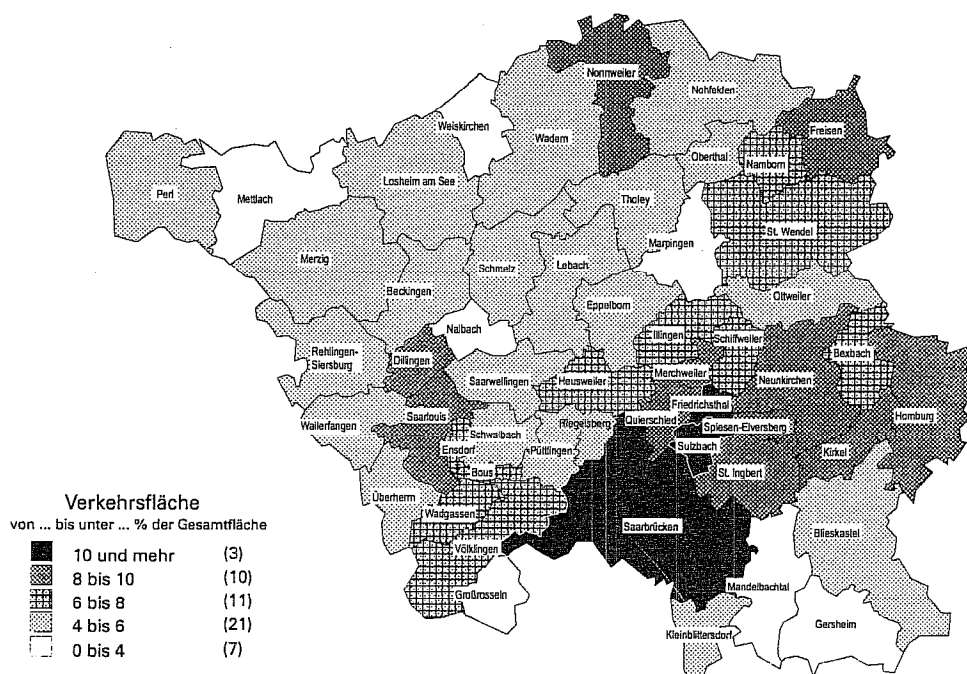 Nonnweiler
Nohfelden
Weiskirchen
Wadern
Freisen
Oberthal
Namborn
Perl
Mettlach
Losheim am See
Tholey
St. Wendel
Marpingen
Merzig
Schmelz
Lebach
Beckingen
Eppelborn
Ottweiler
Nalbach
Illingen
Schiffweiler
Rehlingen-
Siersburg
Dillingen
Bexbach
Merchweiler
Neunkirchen
Saarwellingen
Heusweiler
Friedrichsthal
Homburg
Saarlouis
Wallerfangen
Schwalbach
Riegelsberg
Quierschied
Spiesen-Elversberg
Ensdorf
Püttlingen
Sulzbach
Kirkel
Bous
St. Ingbert
Überherrn
Wadgassen
Saarbrücken
Blieskastel
Völklingen
Großrosseln
Mandelbachtal
Gersheim
Kleinblittersdorf
Verkehrsfläche
von ... bis unter ... % der Gesamtfläche
10 und mehr (3)
8 bis 10 (10)
6 bis 8 (11)
4 bis 6 (21)
0 bis 4 (7)